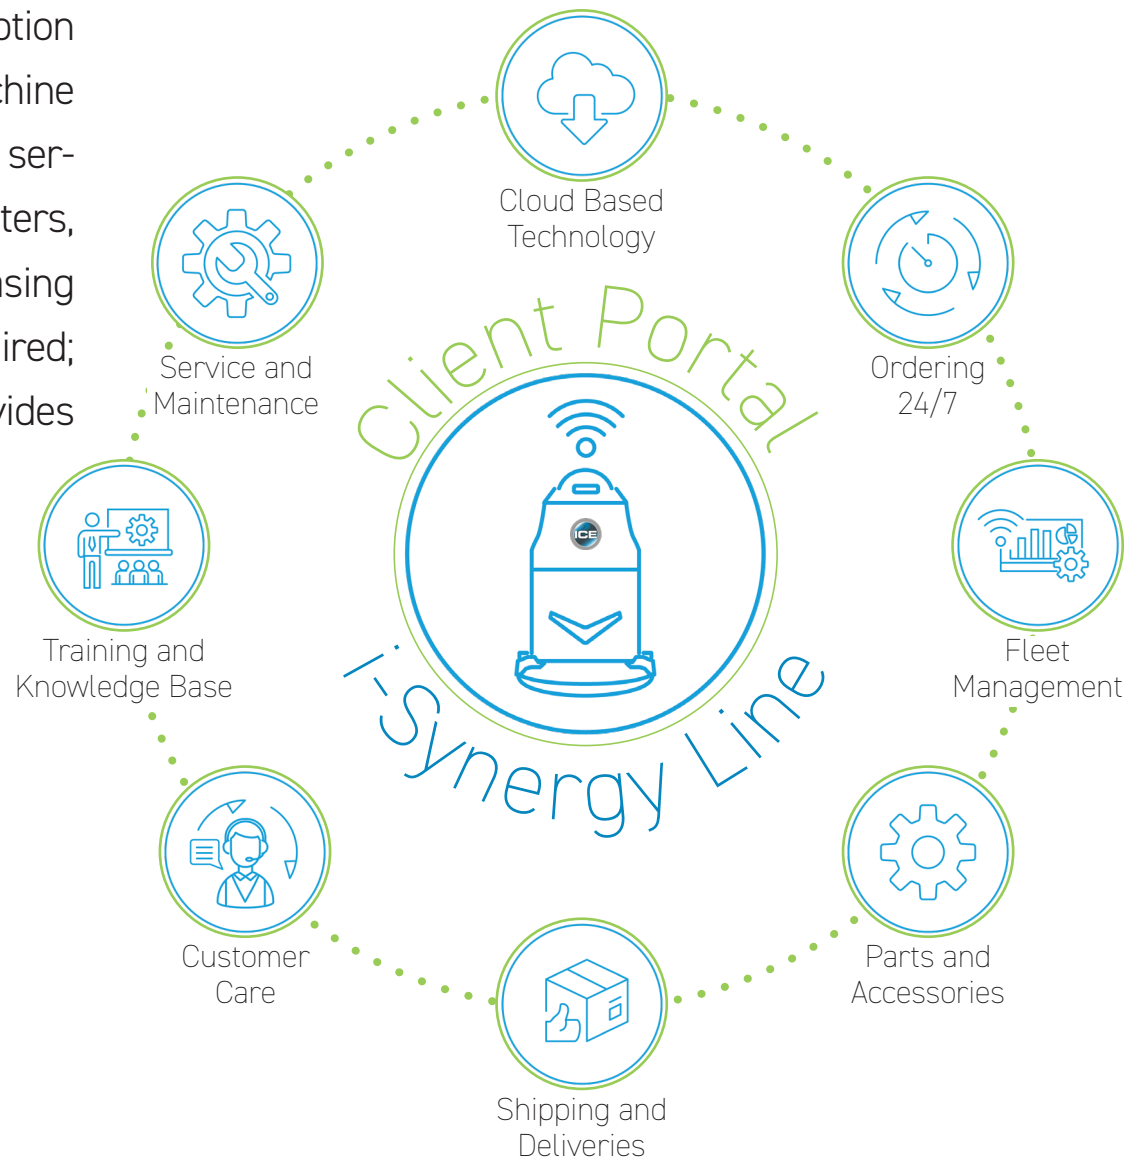 ption
chine
ser-
ters,
asing
ired;
vides
Cloud Based
Technology
Ordering
24/7
Fleet
Management
Parts and
Accessories
Shipping and
Deliveries
Customer
Care
Training and
Knowledge Base
Service and
Maintenance
Client Portal
ICE
i-Synergy Line